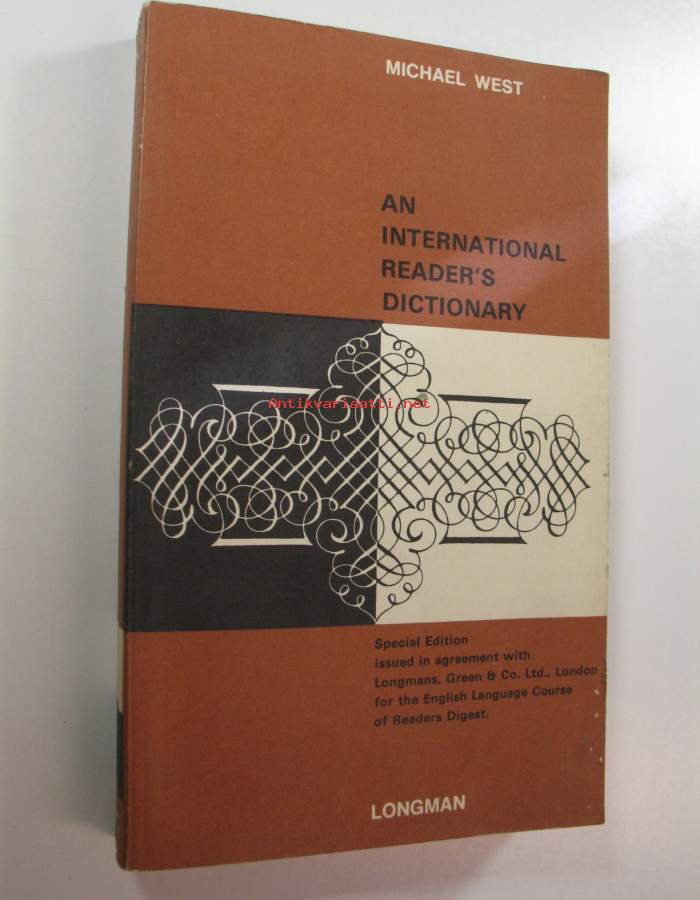 MICHAEL WEST
AN
INTERNATIONAL
READER'S
DICTIONARY
Antikvariaatti.net
Special Edition
issued in agreement with
Longmans, Green & Co. Ltd., London
for the English Language Course
of Readers Digest.
LONGMAN